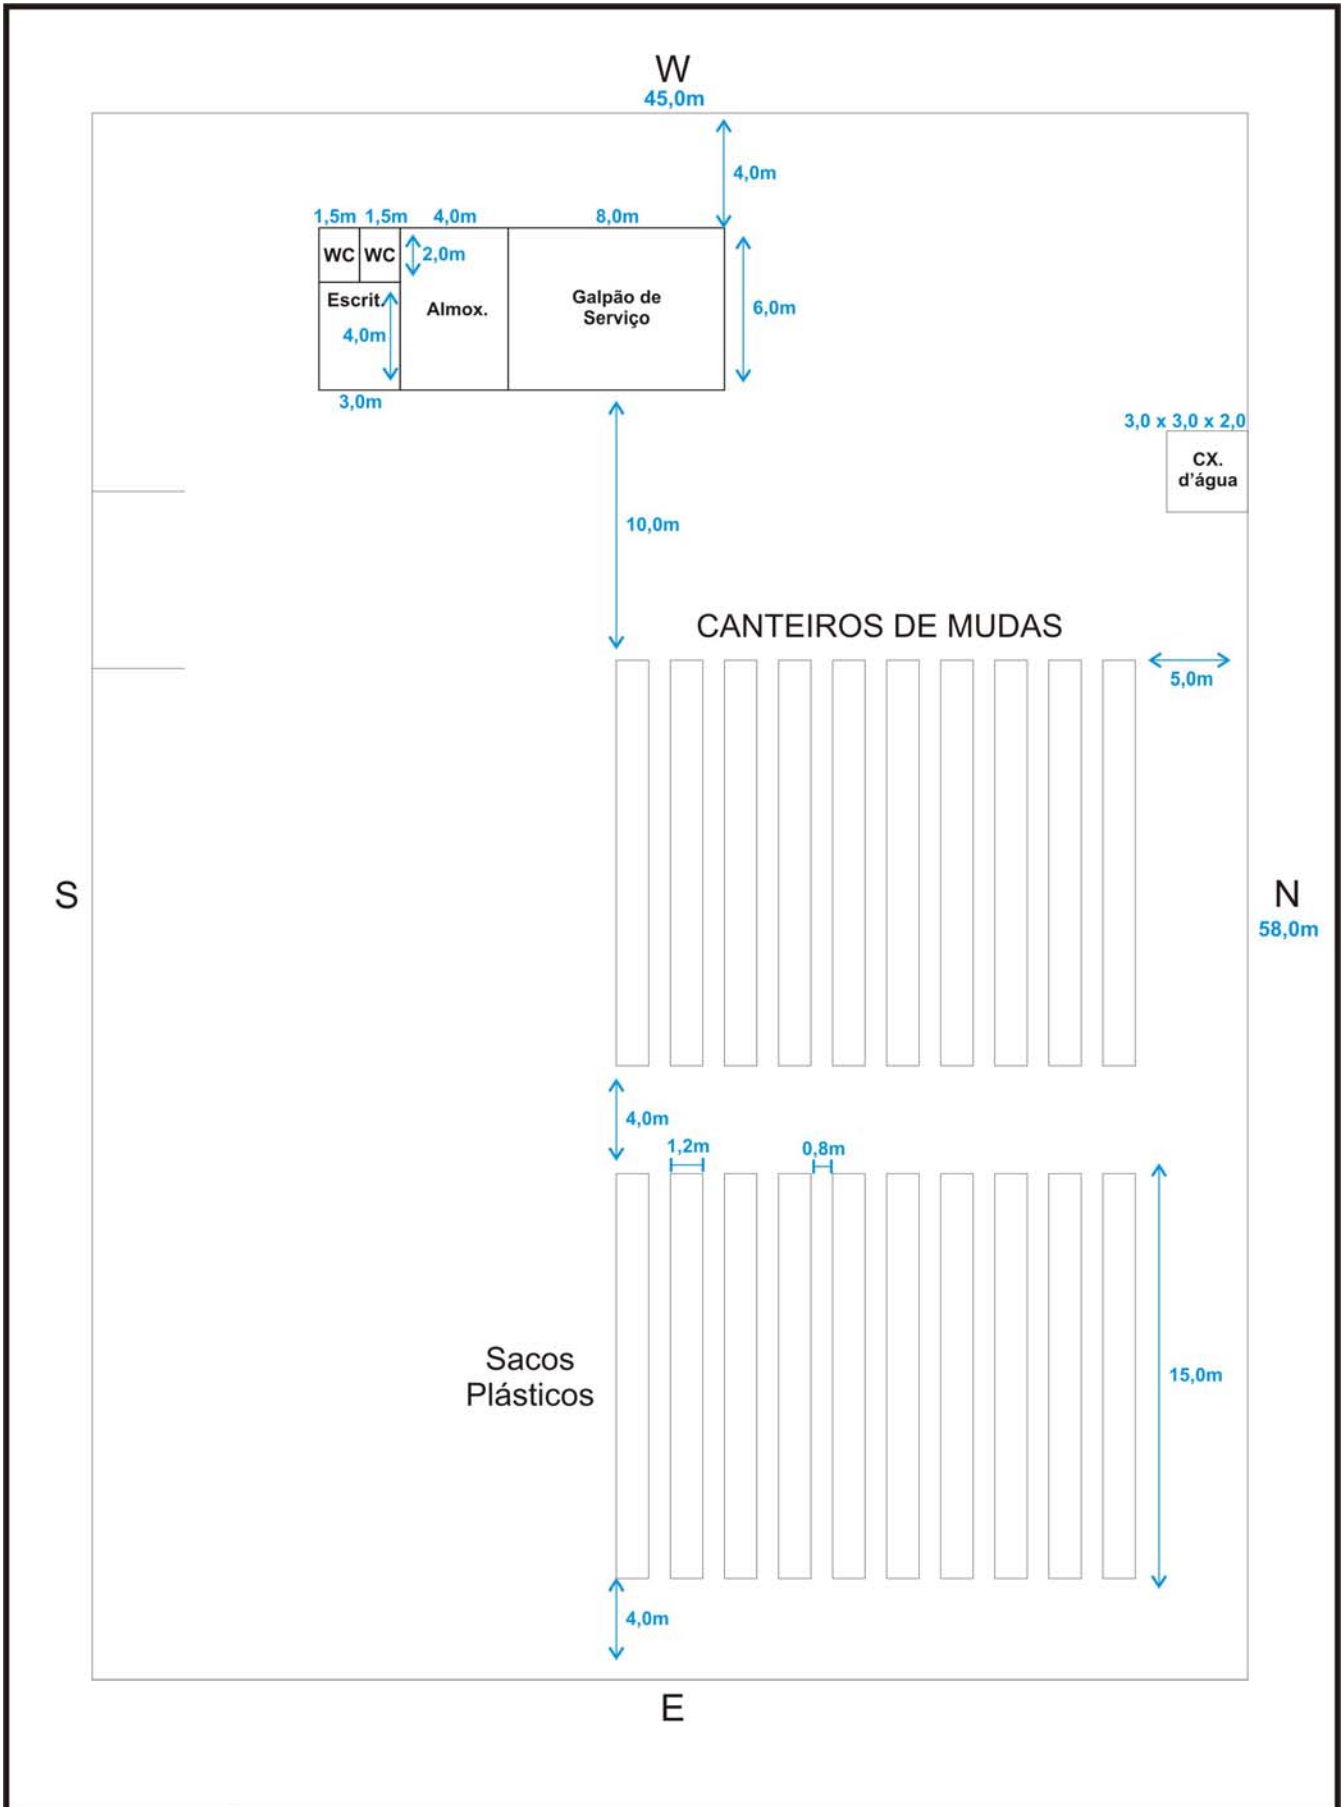 W
45,0m
4,0m
1,5m 1,5m 4,0m 8,0m
WC WC 2,0m
Escrit.
Almox.
Galpão de
Serviço
6,0m
4,0m
3,0m
3,0 x 3,0 x 2,0
CX.
d'água
10,0m
CANTEIROS DE MUDAS
5,0m
S
N
58,0m
4,0m
1,2m 0,8m
Sacos
Plásticos
15,0m
4,0m
E